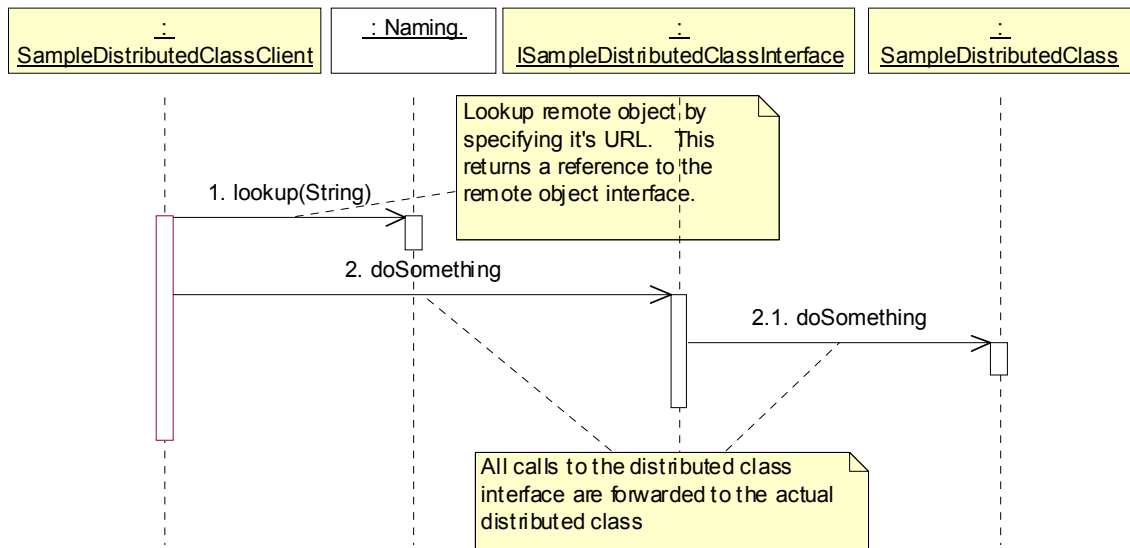 :
SampleDistributedClassClient
: Naming.
:
ISampleDistributedClassInterface
:
SampleDistributedClass
Lookup remote object by
specifying it's URL. This
returns a reference to the
remote object interface.
1. lookup(String)
2. doSomething
2.1. doSomething
All calls to the distributed class
interface are forwarded to the actual
distributed class